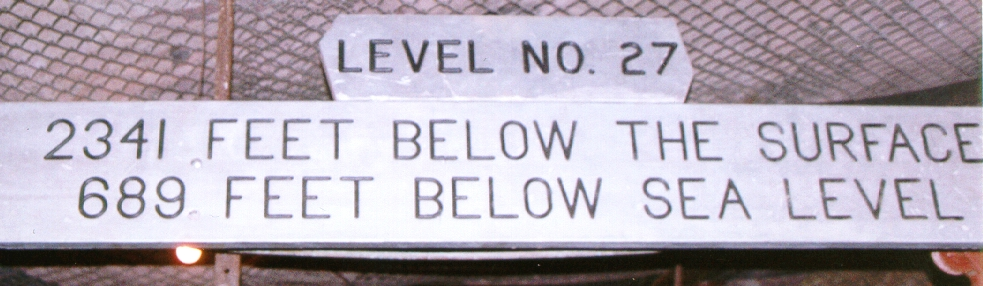 LEVEL NO. 27
2341 FEET BELOW THE SURFACE
689 FEET BELOW SEA LEVEL